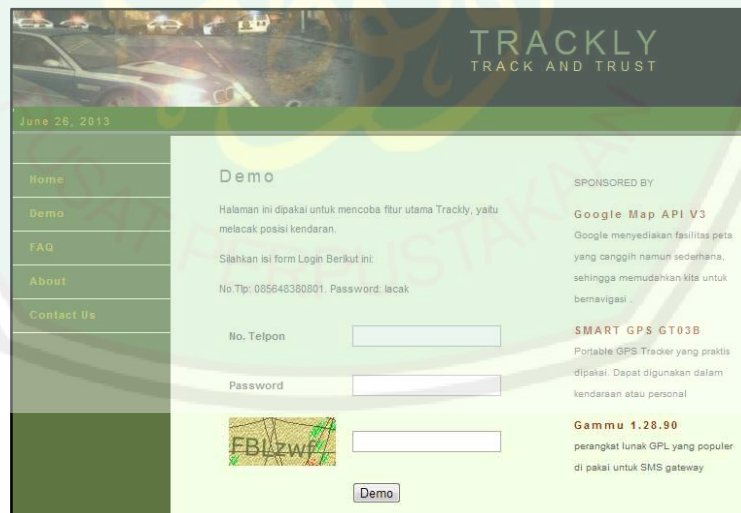 TRACKLY
TRACK AND TRUST
June 26, 2013
Home
Demo
FAQ
About
Contact Us
Demo
Halaman ini dipakai untuk mencoba fitur utama Trackly, yaitu
melacak posisi kendaran.
Silahkan isi form Login Berikut ini:
No.Tlp: 085648380801. Password: lacak
No. Telpon
Password
FBLzwf
Demo
SPONSORED BY
Google Map API V3
Google menyediakan fasilitas peta
yang canggih namun sederhana,
sehingga memudahkan kita untuk
bernavigasi .
SMART GPS GT03B
Portable GPS Tracker yang praktis
dipakai. Dapat digunakan dalam
kendaraan atau personal
Gammu 1.28.90
perangkat lunak GPL yang populer
di pakai untuk SMS gateway
PUSAT PERPUSTAKAAN